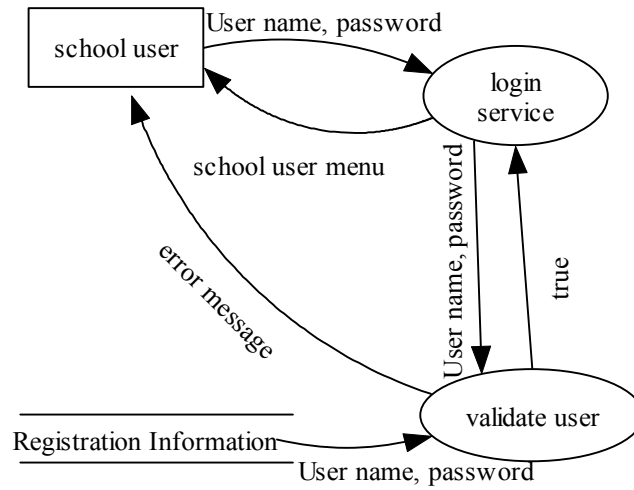 User name, password
school user
login
service
school user menu
User name, password
true
error message
validate user
Registration Information
User name, password